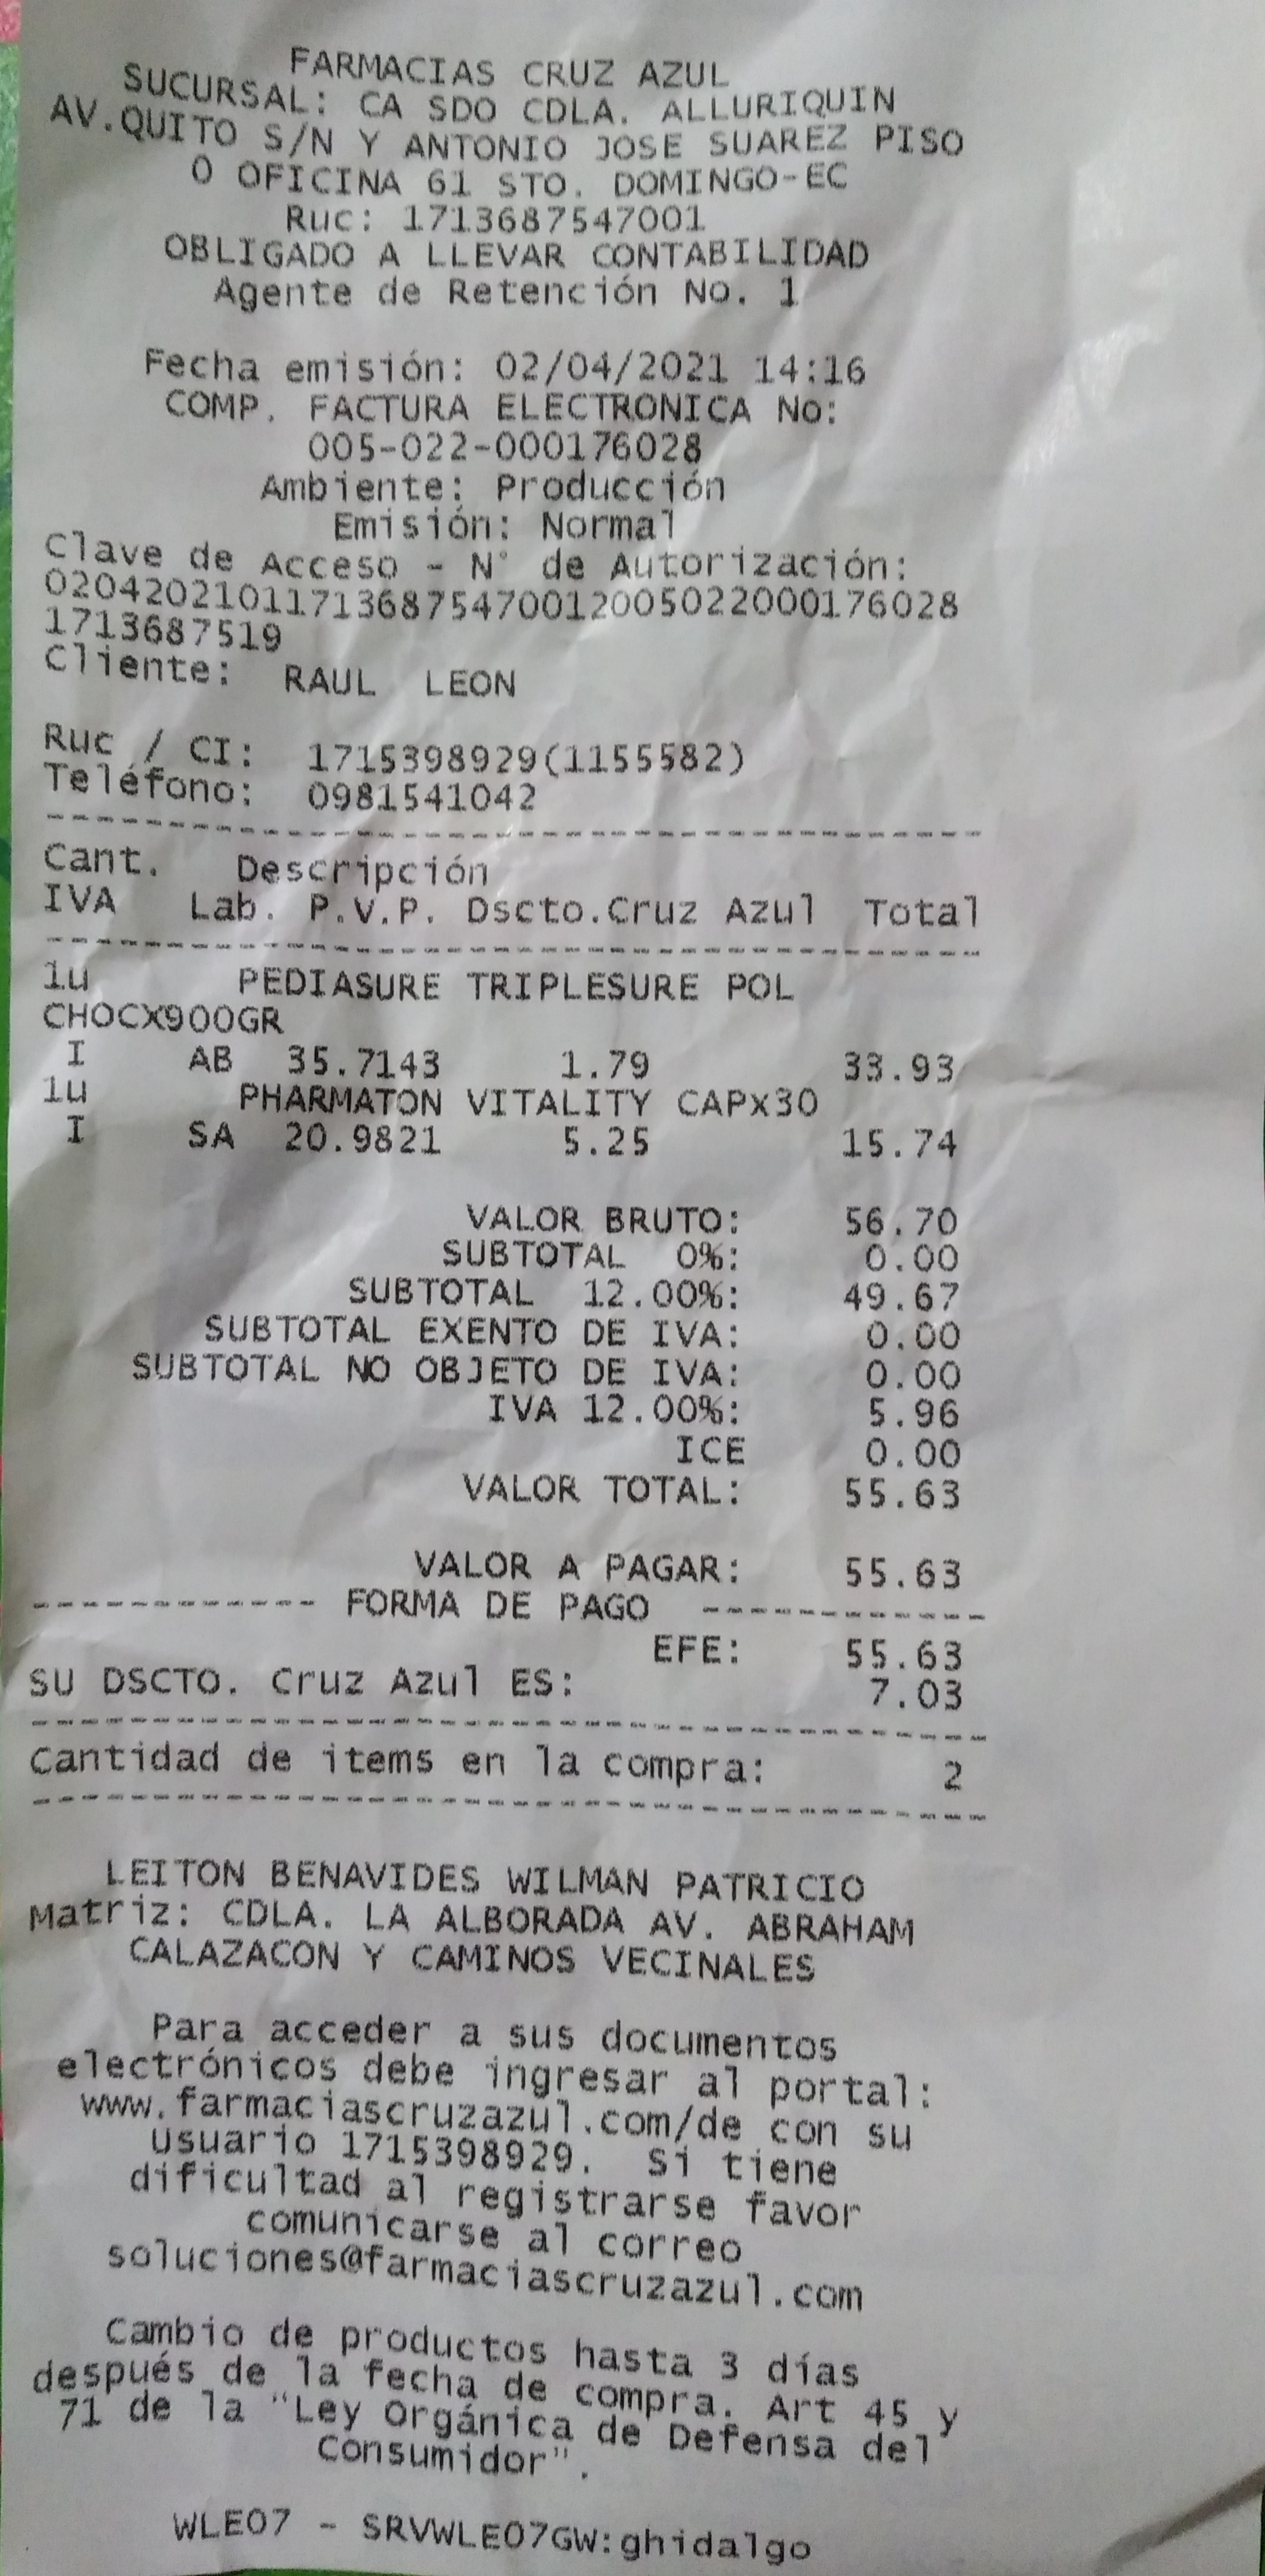 FARMACIAS CRUZ AZUL
SUCURSAL: CA SDO CDLA. ALLURIQUIN
AV.QUITO S/N Y ANTONIO JOSE SUAREZ PISO
0 OFICINA 61 STO. DOMINGO-EC
Ruc: 1713687547001
OBLIGADO A LLEVAR CONTABILIDAD
Agente de Retención No. 1
Fecha emisión: 02/04/2021 14:16
COMP. FACTURA ELECTRONICA No:
005-022-000176028
Ambiente: Producción
Emisión: Normal
Clave de Acceso - N° de Autorización:
020420210117136875470012005022000176028
1713687519
Cliente: RAUL LEON
Ruc / CI: 1715398929(1155582)
Teléfono: 0981541042
Cant. Descripción
IVA Lab. P.V.P. Dscto.Cruz Azul Total
1u PEDIASURE TRIPLESURE POL
CHOCX900GR
I AB 35.7143 1.79 33.93
1u PHARMATON VITALITY CAPx30
I SA 20.9821 5.25 15.74
VALOR BRUTO: 56.70
SUBTOTAL 0%: 0.00
SUBTOTAL 12.00%: 49.67
SUBTOTAL EXENTO DE IVA: 0.00
SUBTOTAL NO OBJETO DE IVA: 0.00
IVA 12.00%: 5.96
ICE 0.00
VALOR TOTAL: 55.63
VALOR A PAGAR: 55.63
------------ FORMA DE PAGO ------------
EFE: 55.63
SU DSCTO. Cruz Azul ES: 7.03
Cantidad de items en la compra: 2
LEITON BENAVIDES WILMAN PATRICIO
Matriz: CDLA. LA ALBORADA AV. ABRAHAM
CALAZACON Y CAMINOS VECINALES
Para acceder a sus documentos
electrónicos debe ingresar al portal:
www.farmaciascruzazul.com/de con su
usuario 1715398929. Si tiene
dificultad al registrarse favor
comunicarse al correo
soluciones@farmaciascruzazul.com
Cambio de productos hasta 3 días
después de la fecha de compra. Art 45 y
71 de la "Ley Orgánica de Defensa del
Consumidor".
WLE07 - SRVWLE07GW:ghidalgo